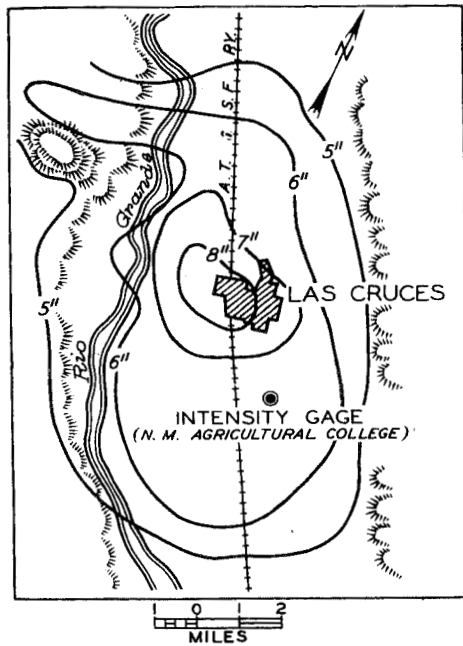 N
A. T. & S. F. RY.
5"
6"
Grande
7"
8"
LAS CRUCES
5"
Rio
6"
INTENSITY GAGE
(N. M. AGRICULTURAL COLLEGE)
1 0 1 2
MILES